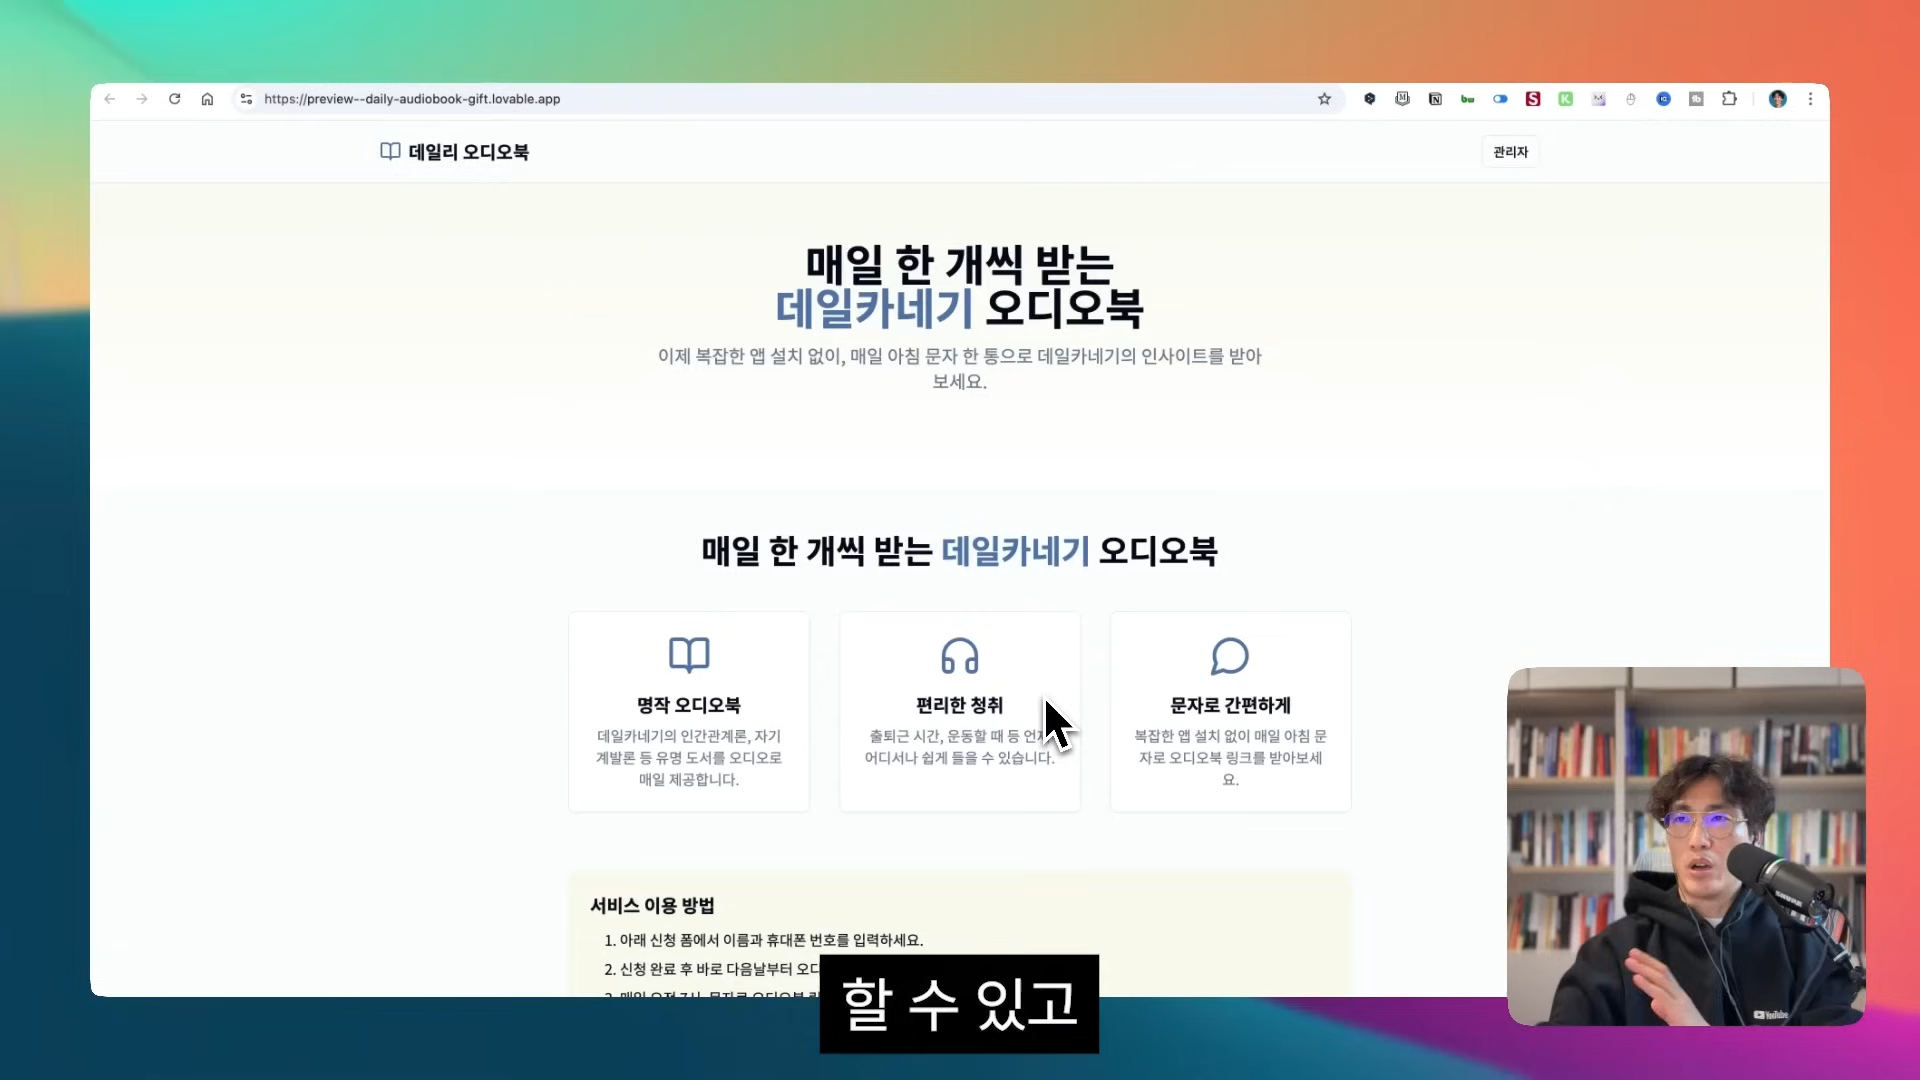 https://preview--daily-audiobook-gift.lovable.app
데일리 오디오북
관리자
매일 한 개씩 받는
데일카네기 오디오북
이제 복잡한 앱 설치 없이, 매일 아침 문자 한 통으로 데일카네기의 인사이트를 받아
보세요.
매일 한 개씩 받는 데일카네기 오디오북
명작 오디오북
데일카네기의 인간관계론, 자기
계발론 등 유명 도서를 오디오로
매일 제공합니다.
편리한 청취
출퇴근 시간, 운동할 때 등
어디서나 쉽게 들을 수 있습니다.
문자로 간편하게
복잡한 앱 설치 없이 매일 아침 문
자로 오디오북 링크를 받아보세
요.
서비스 이용 방법
1. 아래 신청 폼에서 이름과 휴대폰 번호를 입력하세요.
2. 신청 완료 후 바로 다음날부터
할 수 있고
SHURE
YouTube